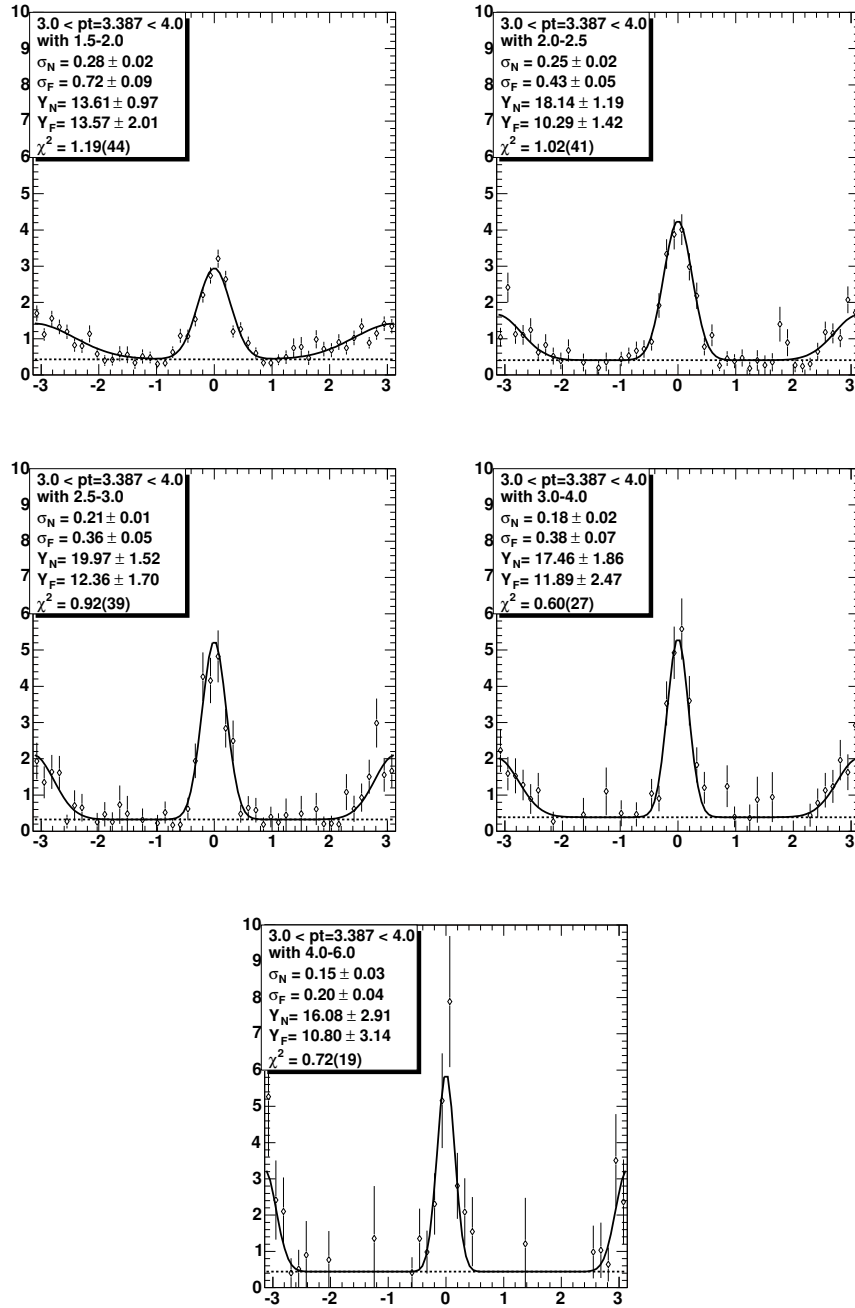 3.0 < pt=3.387 < 4.0
with 1.5-2.0
σN = 0.28 ± 0.02
σF = 0.72 ± 0.09
YN= 13.61 ± 0.97
YF= 13.57 ± 2.01
χ2 = 1.19(44)
10
9
8
7
6
5
4
3
2
1
0
-3 -2 -1 0 1 2 3
3.0 < pt=3.387 < 4.0
with 2.0-2.5
σN = 0.25 ± 0.02
σF = 0.43 ± 0.05
YN= 18.14 ± 1.19
YF= 10.29 ± 1.42
χ2 = 1.02(41)
10
9
8
7
6
5
4
3
2
1
0
-3 -2 -1 0 1 2 3
3.0 < pt=3.387 < 4.0
with 2.5-3.0
σN = 0.21 ± 0.01
σF = 0.36 ± 0.05
YN= 19.97 ± 1.52
YF= 12.36 ± 1.70
χ2 = 0.92(39)
10
9
8
7
6
5
4
3
2
1
0
-3 -2 -1 0 1 2 3
3.0 < pt=3.387 < 4.0
with 3.0-4.0
σN = 0.18 ± 0.02
σF = 0.38 ± 0.07
YN= 17.46 ± 1.86
YF= 11.89 ± 2.47
χ2 = 0.60(27)
10
9
8
7
6
5
4
3
2
1
0
-3 -2 -1 0 1 2 3
3.0 < pt=3.387 < 4.0
with 4.0-6.0
σN = 0.15 ± 0.03
σF = 0.20 ± 0.04
YN= 16.08 ± 2.91
YF= 10.80 ± 3.14
χ2 = 0.72(19)
10
9
8
7
6
5
4
3
2
1
0
-3 -2 -1 0 1 2 3